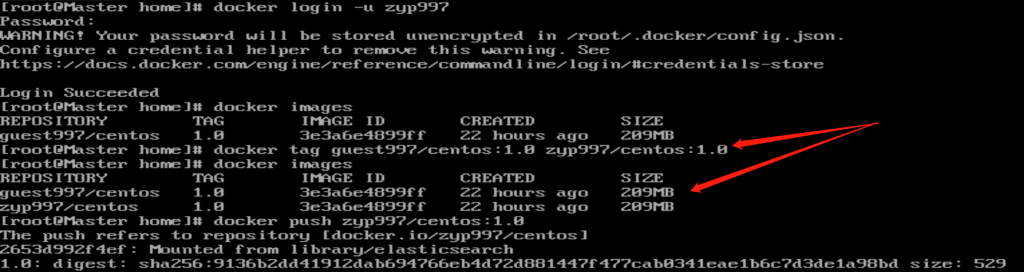 [root@Master home]# docker login -u zyp997
Password:
WARNING! Your password will be stored unencrypted in /root/.docker/config.json.
Configure a credential helper to remove this warning. See
https://docs.docker.com/engine/reference/commandline/login/#credentials-store
Login Succeeded
[root@Master home]# docker images
REPOSITORY TAG IMAGE ID CREATED SIZE
guest997/centos 1.0 3e3a6e4899ff 22 hours ago 209MB
[root@Master home]# docker tag guest997/centos:1.0 zyp997/centos:1.0
[root@Master home]# docker images
REPOSITORY TAG IMAGE ID CREATED SIZE
guest997/centos 1.0 3e3a6e4899ff 22 hours ago 209MB
zyp997/centos 1.0 3e3a6e4899ff 22 hours ago 209MB
[root@Master home]# docker push zyp997/centos:1.0
The push refers to repository [docker.io/zyp997/centos]
2653d992f4ef: Mounted from library/elasticsearch
1.0: digest: sha256:9136b2dd41912dab694766eb4d72d881447f477cab0341eae1b6c7d3de1a98bd size: 529